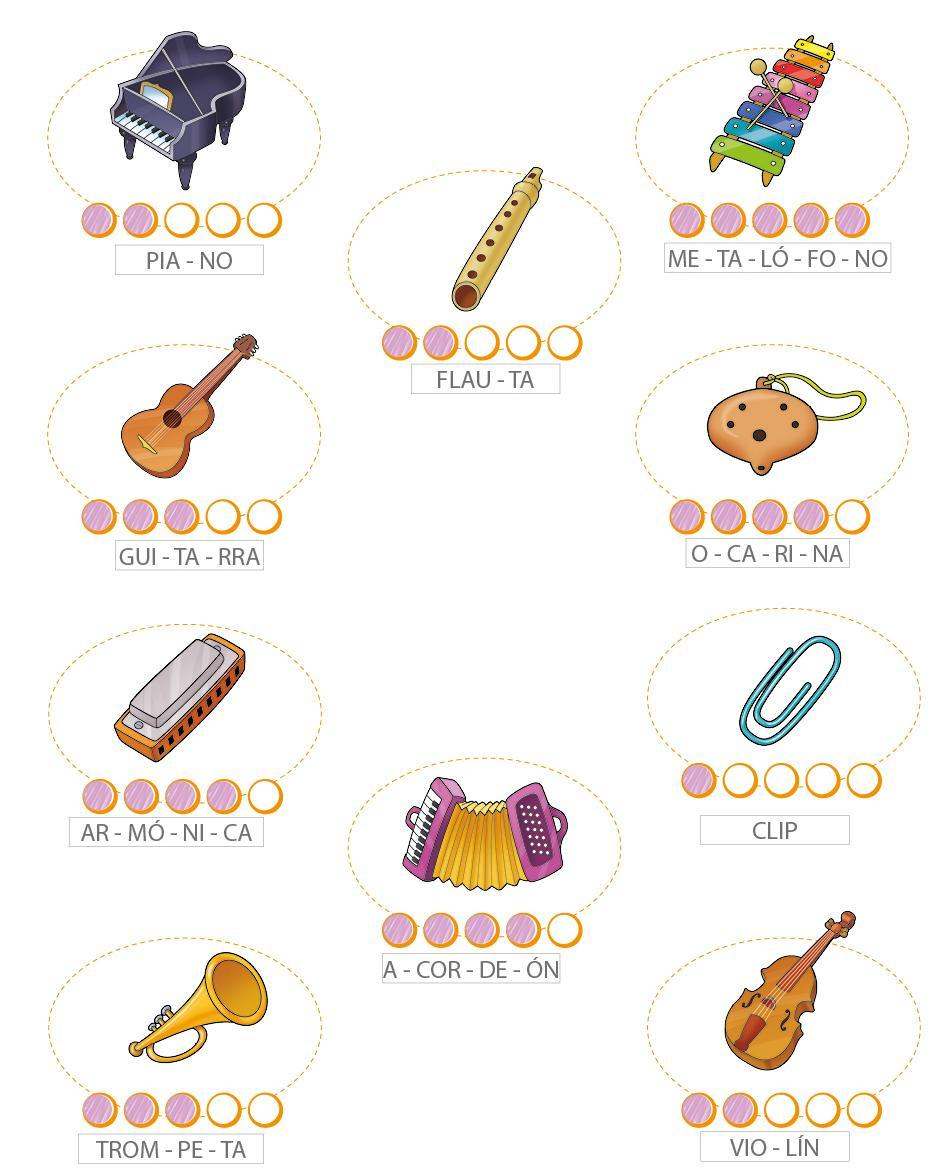 PIA - NO
ME - TA - LÓ - FO - NO
FLAU - TA
GUI - TA - RRA
O - CA - RI - NA
AR - MÓ - NI - CA
CLIP
A - COR - DE - ÓN
TROM - PE - TA
VIO - LÍN